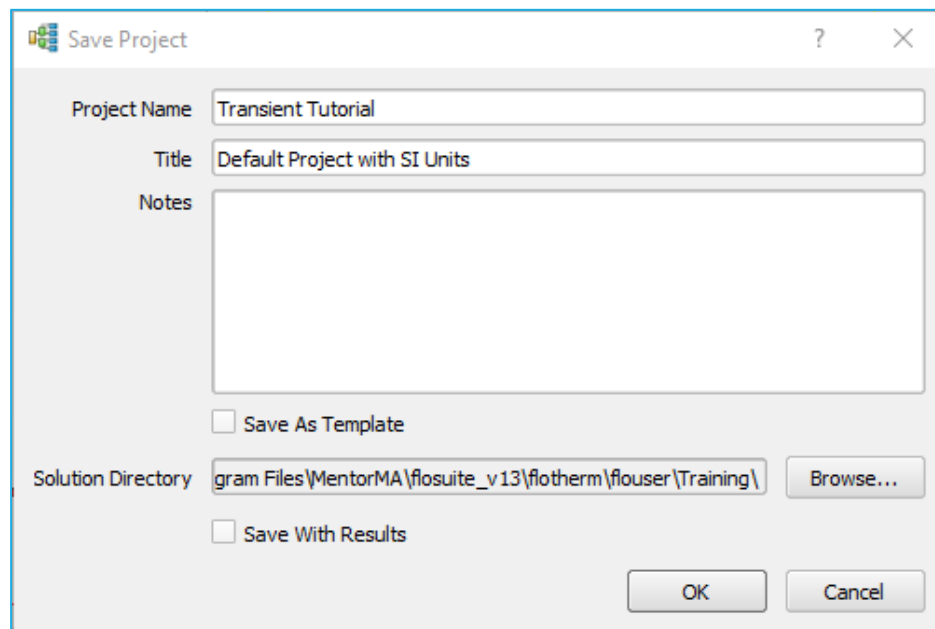 Save Project
Project Name Transient Tutorial
Title Default Project with SI Units
Notes
Save As Template
Solution Directory gram Files\MentorMA\flosuite_v13\flotherm\flouser\Training\ Browse...
Save With Results
OK Cancel